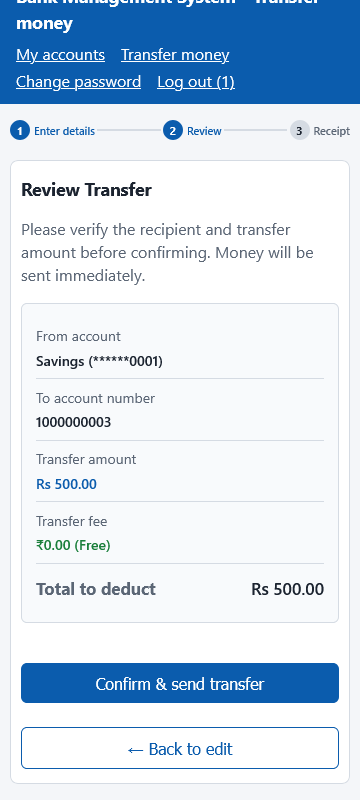 Bank Management System - Transfer
money
My accounts Transfer money
Change password Log out (1)
1 Enter details 2 Review 3 Receipt
Review Transfer
Please verify the recipient and transfer
amount before confirming. Money will be
sent immediately.
From account
Savings (******0001)
To account number
1000000003
Transfer amount
Rs 500.00
Transfer fee
₹0.00 (Free)
Total to deduct Rs 500.00
Confirm & send transfer
← Back to edit